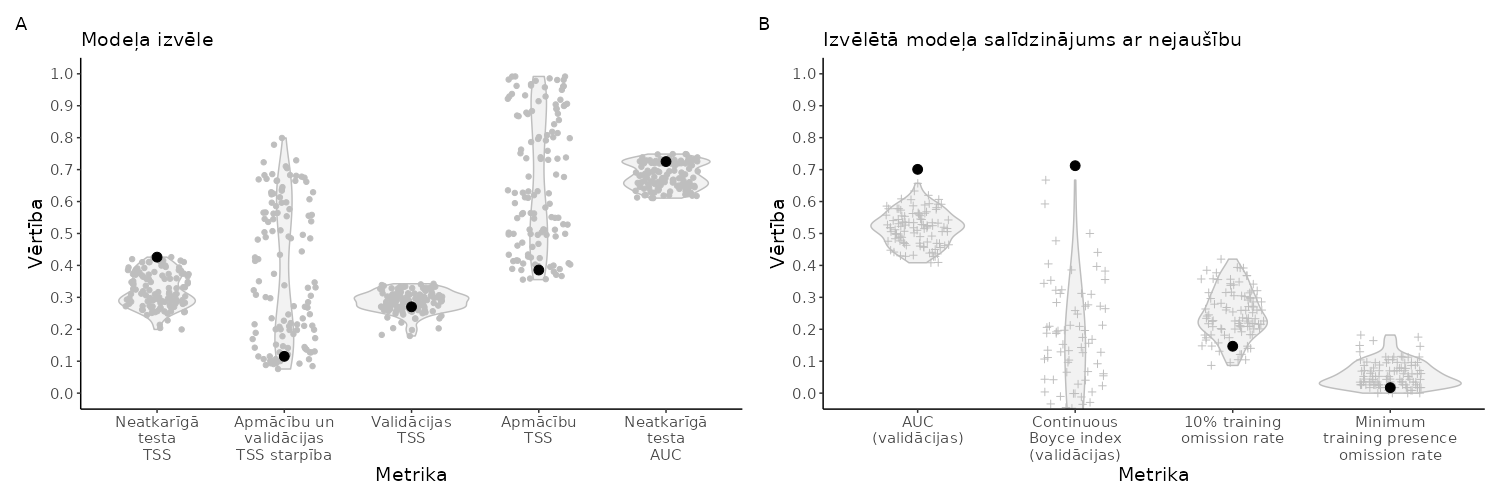 A
Modeļa izvēle
Vērtība
1.0
0.9
0.8
0.7
0.6
0.5
0.4
0.3
0.2
0.1
0.0
Neatkarīgā
testa
TSS
Apmācību un
validācijas
TSS starpība
Validācijas
TSS
Apmācību
TSS
Neatkarīgā
testa
AUC
Metrika
B
Izvēlētā modeļa salīdzinājums ar nejaušību
Vērtība
1.0
0.9
0.8
0.7
0.6
0.5
0.4
0.3
0.2
0.1
0.0
AUC
(validācijas)
Continuous
Boyce index
(validācijas)
10% training
omission rate
Minimum
training presence
omission rate
Metrika